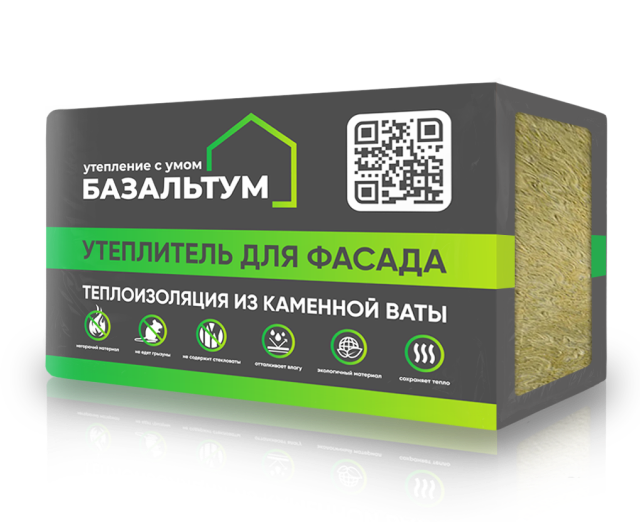 утепление с умом
БАЗАЛЬТУМ
УТЕПЛИТЕЛЬ ДЛЯ ФАСАДА
ТЕПЛОИЗОЛЯЦИЯ ИЗ КАМЕННОЙ ВАТЫ
негорючий материал
не едят грызуны
не содержит стекловаты
отталкивает влагу
экологичный материал
сохраняет тепло